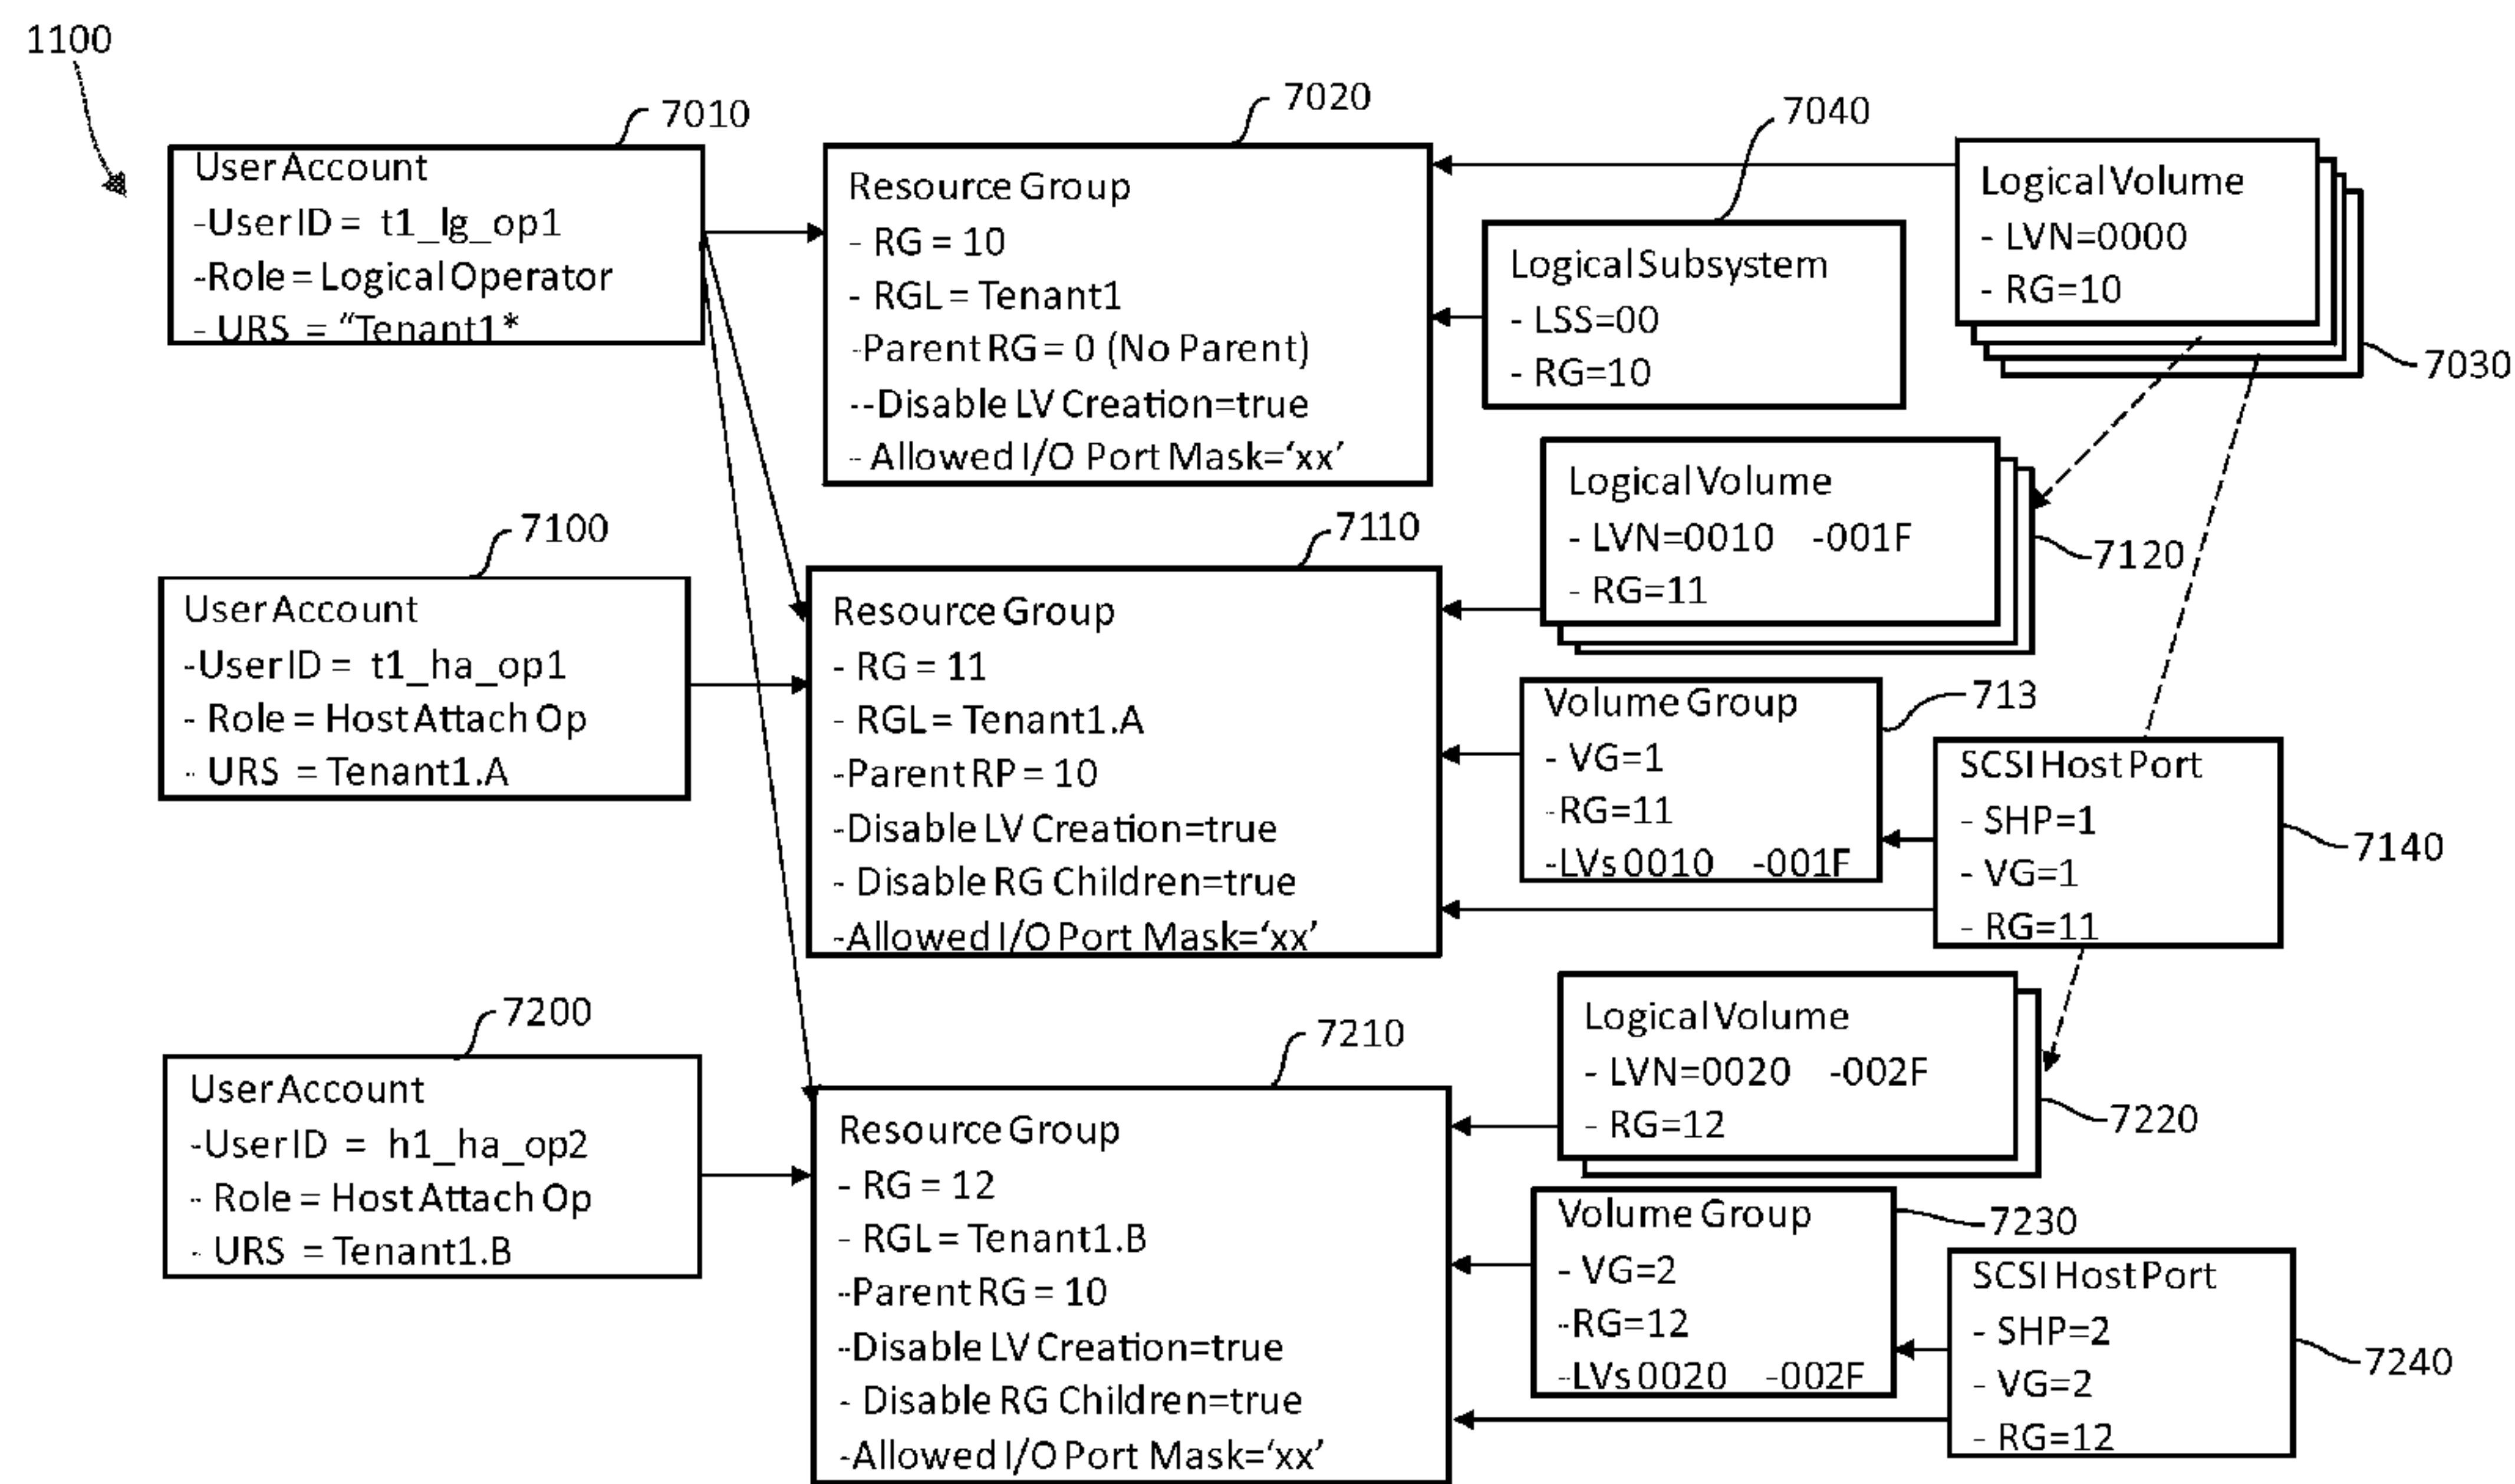 1100
7010
User Account
-User ID = t1_lg_op1
-Role = Logical Operator
- URS = “Tenant1*
7020
Resource Group
- RG = 10
- RGL = Tenant1
-Parent RG = 0 (No Parent)
--Disable LV Creation=true
- Allowed I/O Port Mask=‘xx’
7040
Logical Subsystem
- LSS=00
- RG=10
Logical Volume
- LVN=0000
- RG=10
7030
Logical Volume
- LVN=0010 -001F
- RG=11
7120
7100
User Account
-User ID = t1_ha_op1
- Role = Host Attach Op
- URS = Tenant1.A
7110
Resource Group
- RG = 11
- RGL = Tenant1.A
-Parent RP = 10
-Disable LV Creation=true
- Disable RG Children=true
-Allowed I/O Port Mask=‘xx’
713
Volume Group
- VG=1
-RG=11
-LVs 0010 -001F
SCSI Host Port
- SHP=1
- VG=1
- RG=11
7140
7200
User Account
-User ID = h1_ha_op2
- Role = Host Attach Op
- URS = Tenant1.B
7210
Resource Group
- RG = 12
- RGL = Tenant1.B
-Parent RG = 10
-Disable LV Creation=true
- Disable RG Children=true
-Allowed I/O Port Mask=‘xx’
Logical Volume
- LVN=0020 -002F
- RG=12
7220
Volume Group
- VG=2
-RG=12
-LVs 0020 -002F
7230
SCSI Host Port
- SHP=2
- VG=2
- RG=12
7240